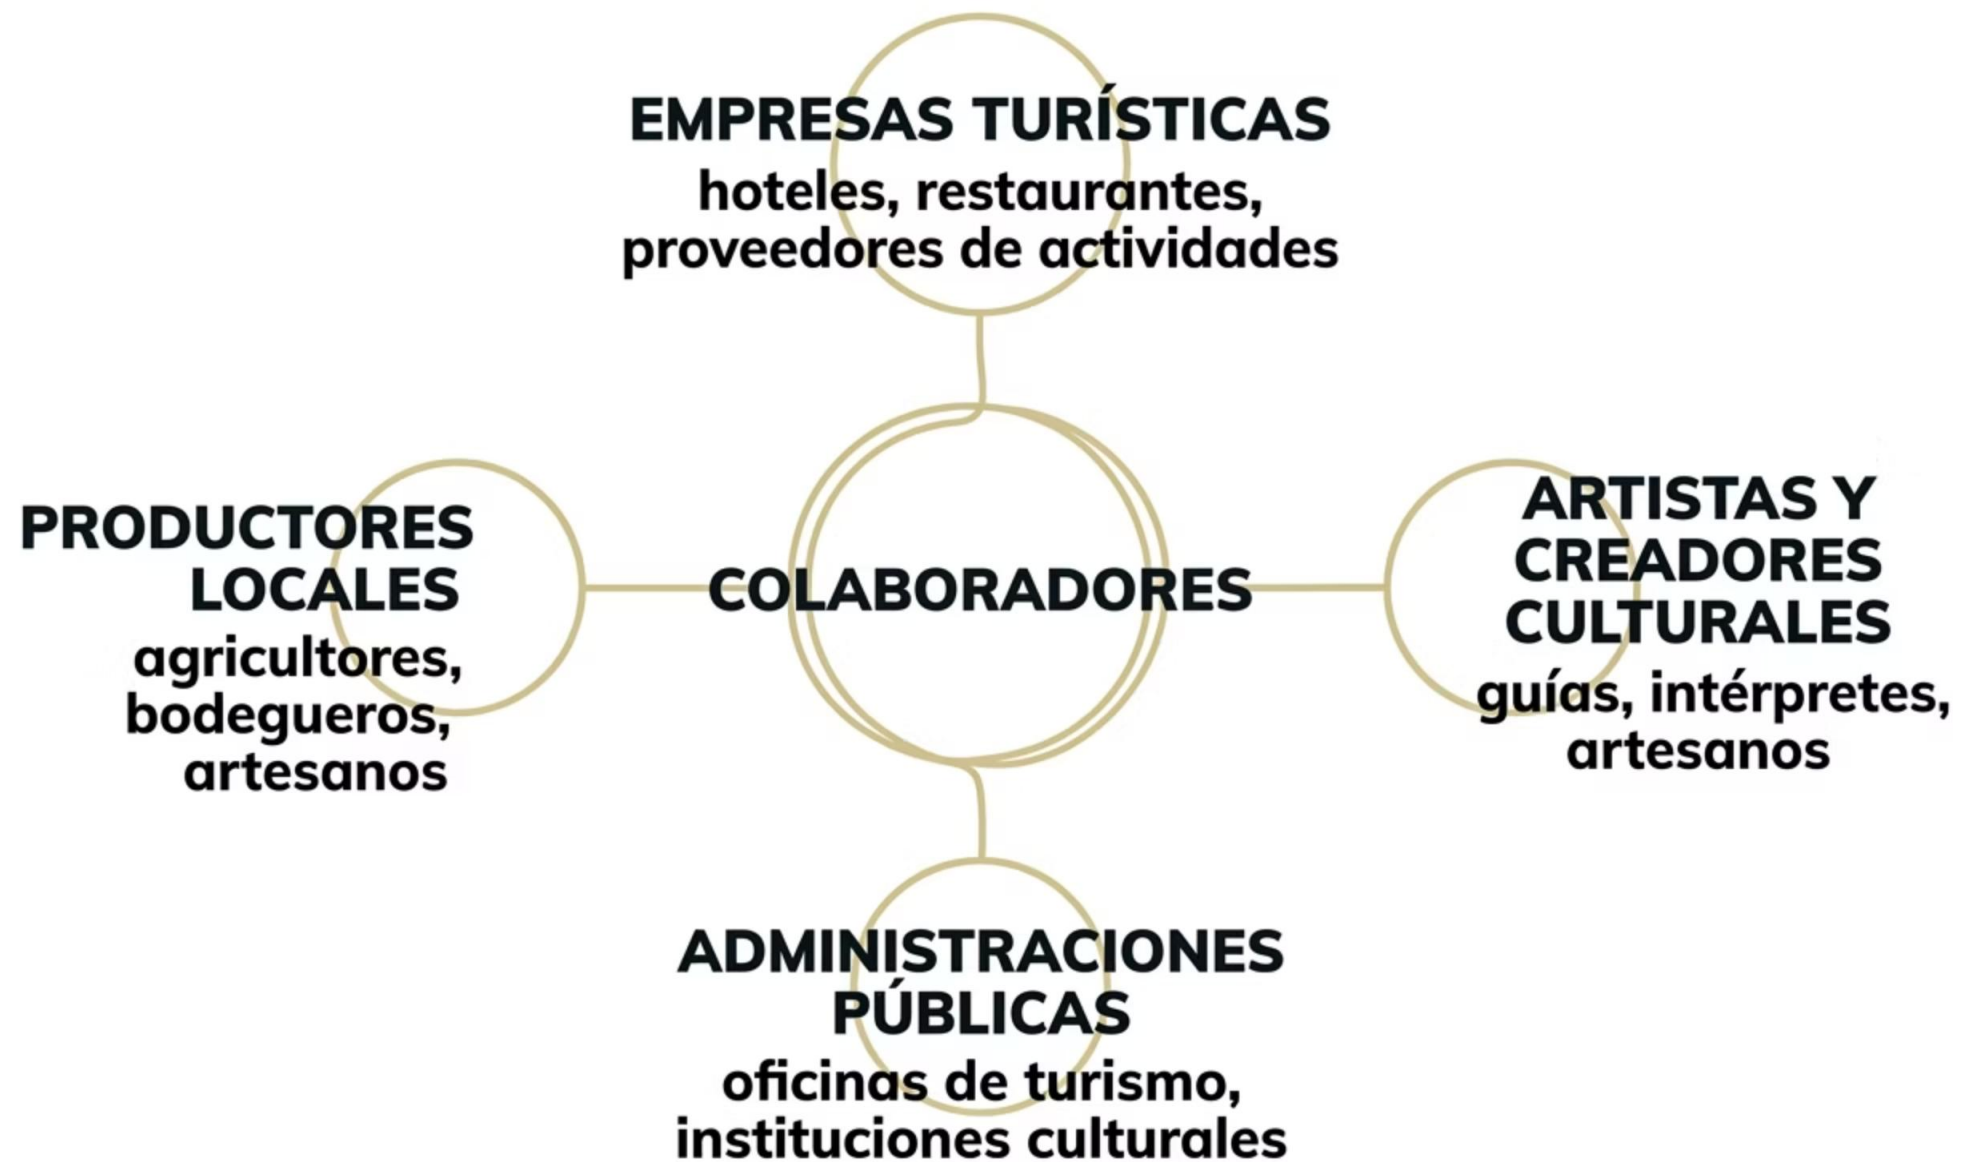 EMPRESAS TURÍSTICAS
hoteles, restaurantes,
proveedores de actividades
PRODUCTORES
LOCALES
agricultores,
bodegueros,
artesanos
COLABORADORES
ARTISTAS Y
CREADORES
CULTURALES
guías, intérpretes,
artesanos
ADMINISTRACIONES
PÚBLICAS
oficinas de turismo,
instituciones culturales